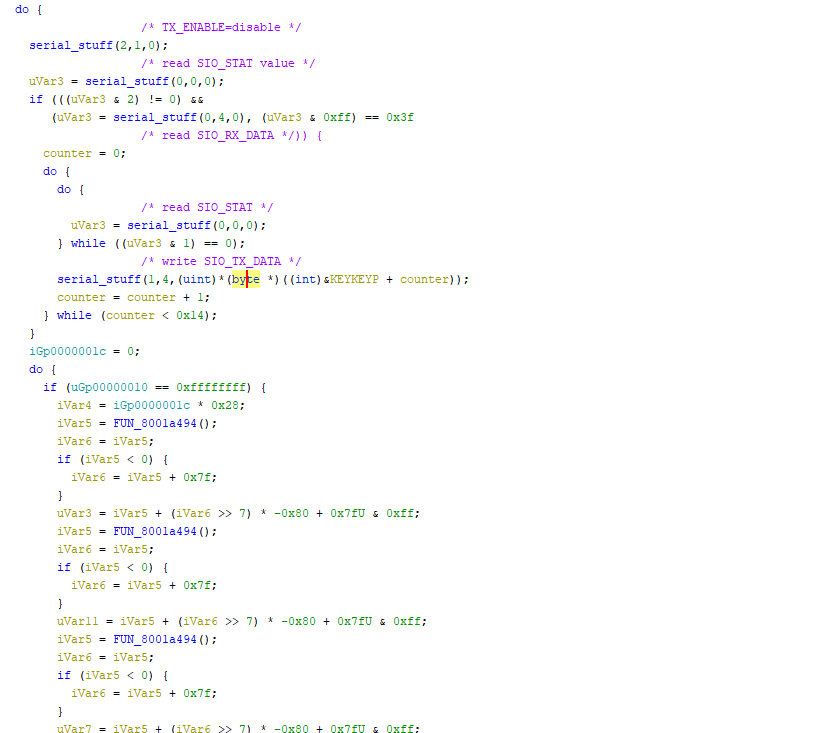 do {
/* TX_ENABLE=disable */
serial_stuff(2,1,0);
/* read SIO_STAT value */
uVar3 = serial_stuff(0,0,0);
if (((uVar3 & 2) != 0) &&
(uVar3 = serial_stuff(0,4,0), (uVar3 & 0xff) == 0x3f
/* read SIO_RX_DATA */)) {
counter = 0;
do {
do {
/* read SIO_STAT */
uVar3 = serial_stuff(0,0,0);
} while ((uVar3 & 1) == 0);
/* write SIO_TX_DATA */
serial_stuff(1,4,(uint)*(byte *)((int)&KEYKEYP + counter));
counter = counter + 1;
} while (counter < 0x14);
}
iGp0000001c = 0;
do {
if (uGp00000010 == 0xffffffff) {
iVar4 = iGp0000001c * 0x28;
iVar5 = FUN_8001a494();
iVar6 = iVar5;
if (iVar5 < 0) {
iVar6 = iVar5 + 0x7f;
}
uVar3 = iVar5 + (iVar6 >> 7) * -0x80 + 0x7fU & 0xff;
iVar5 = FUN_8001a494();
iVar6 = iVar5;
if (iVar5 < 0) {
iVar6 = iVar5 + 0x7f;
}
uVar11 = iVar5 + (iVar6 >> 7) * -0x80 + 0x7fU & 0xff;
iVar5 = FUN_8001a494();
iVar6 = iVar5;
if (iVar5 < 0) {
iVar6 = iVar5 + 0x7f;
}
uVar7 = iVar5 + (iVar6 >> 7) * -0x80 + 0x7fU & 0xff;